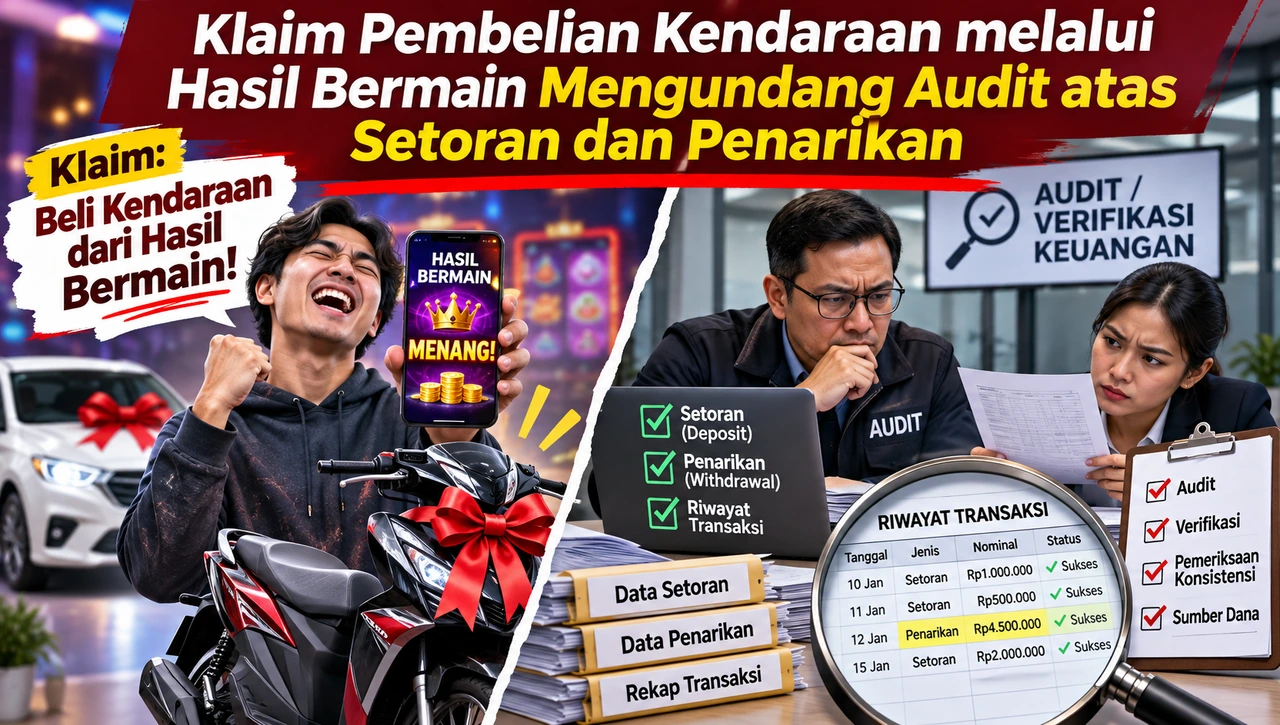 Klaim Pembelian Kendaraan melalui
Hasil Bermain Mengundang Audit atas
Setoran dan Penarikan
Klaim:
Beli Kendaraan
dari Hasil
Bermain!
HASIL
BERMAIN
MENANG!
AUDIT /
VERIFIKASI
KEUANGAN
AUDIT
Setoran
(Deposit)
Penarikan
(Withdrawal)
Riwayat
Transaksi
Data Setoran
Data Penarikan
Rekap Transaksi
RIWAYAT TRANSAKSI
Tanggal Jenis Nominal Status
10 Jan Setoran Rp1.000.000 ✓ Sukses
11 Jan Setoran Rp500.000 ✓ Sukses
12 Jan Penarikan Rp4.500.000 ✓ Sukses
15 Jan Setoran Rp2.000.000 ✓ Sukses
Audit
Verifikasi
Pemeriksaan
Konsistensi
Sumber Dana